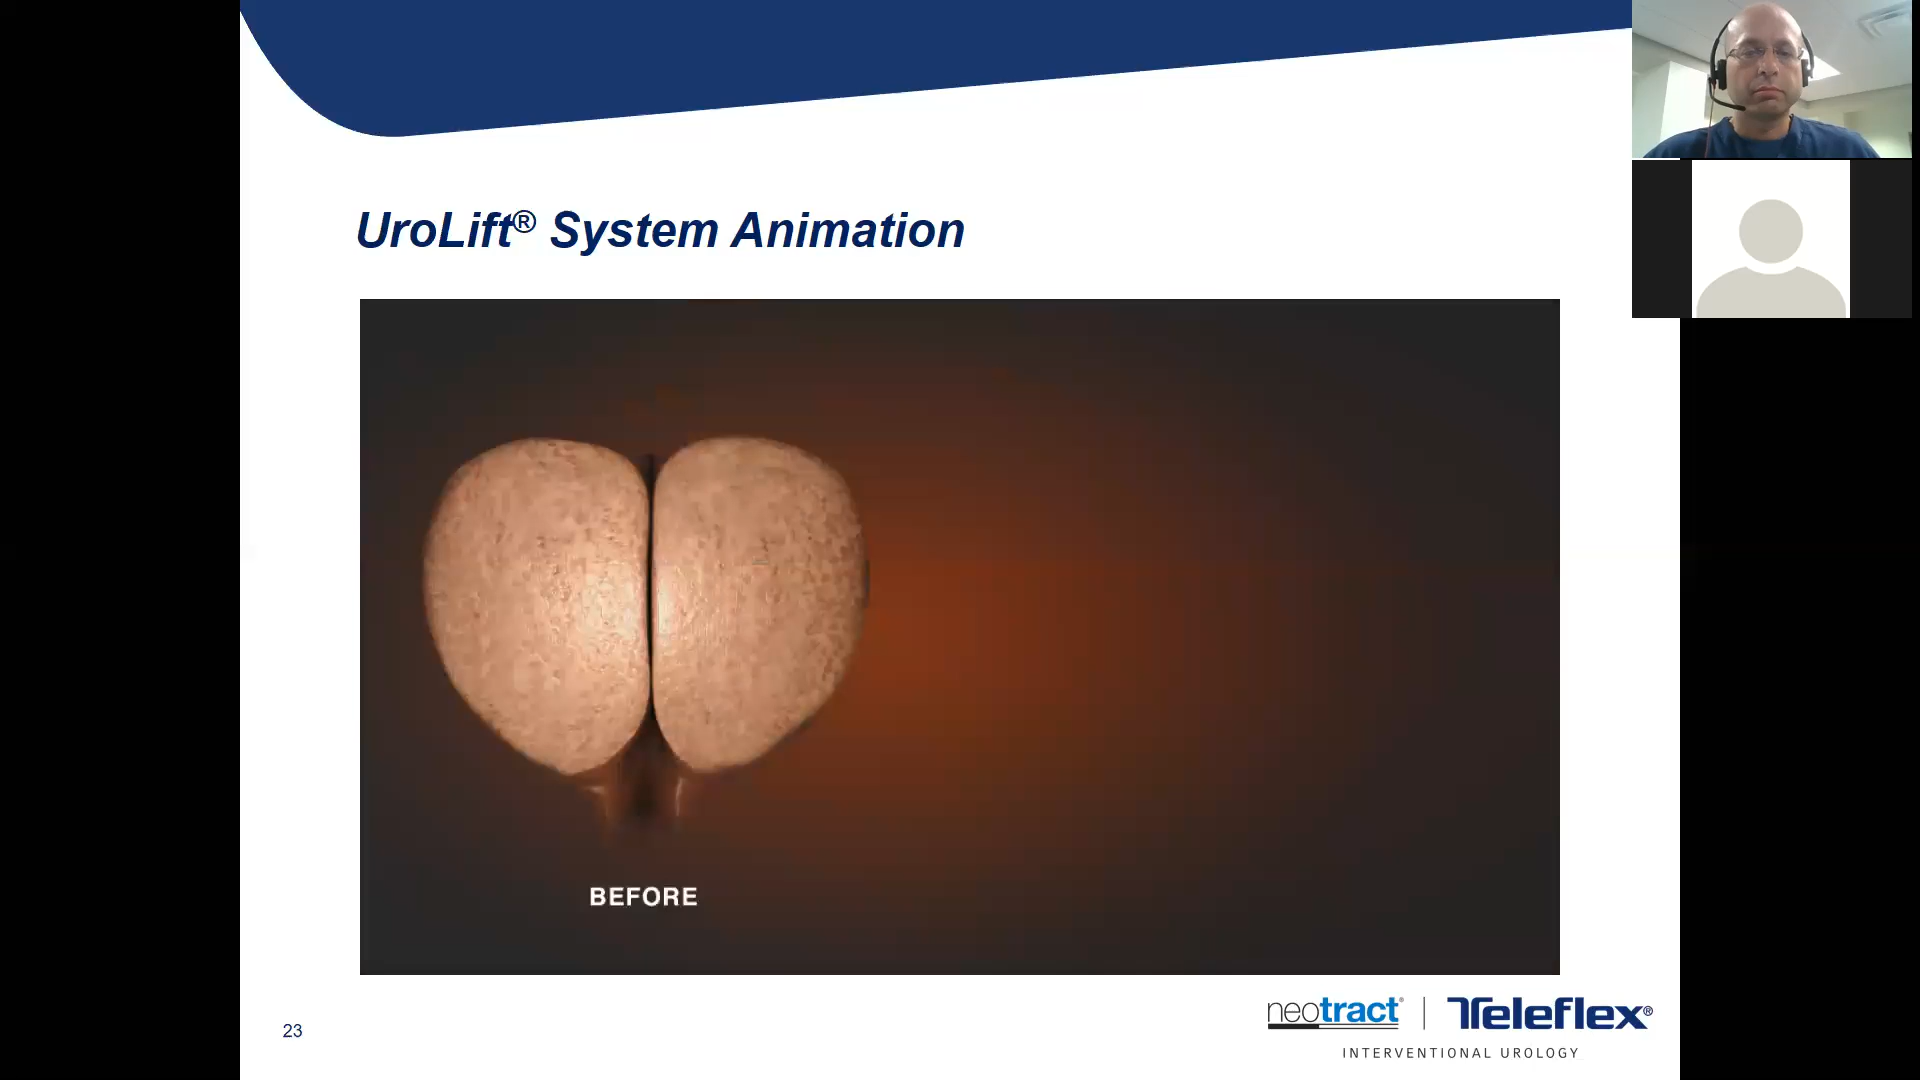 UroLift® System Animation
BEFORE
23
neotract® | Teleflex®
INTERVENTIONAL UROLOGY